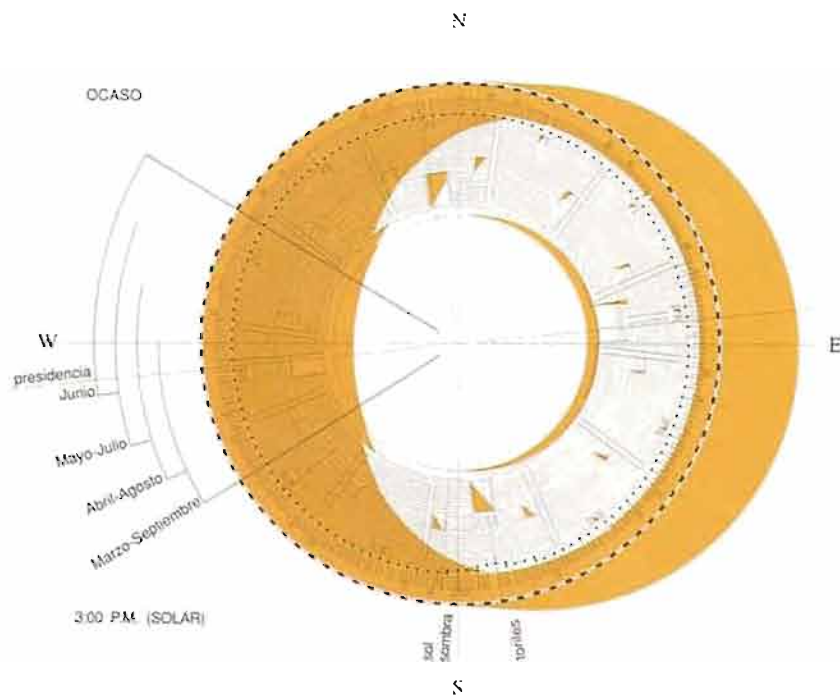 N
OCASO
W
E
presidencia
Junio
Mayo-Julio
Abril-Agosto
Marzo-Septiembre
3:00 P.M. (SOLAR)
sol
sombra
toriles
S